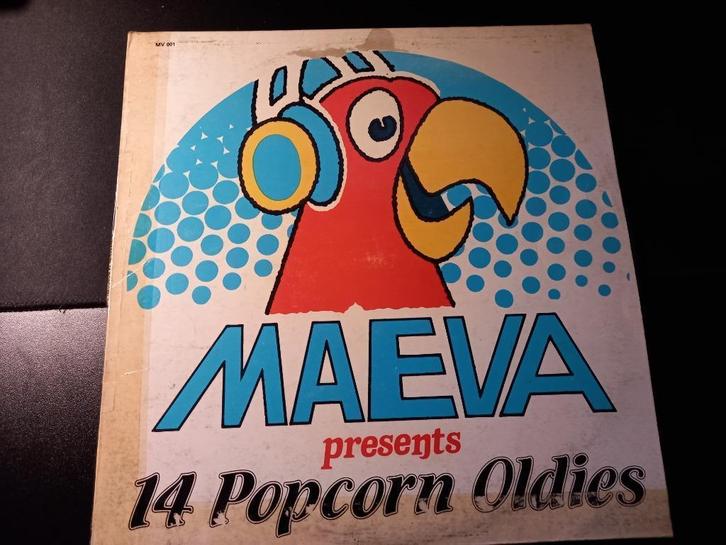 MV 001
MAEVA
presents
14 Popcorn Oldies